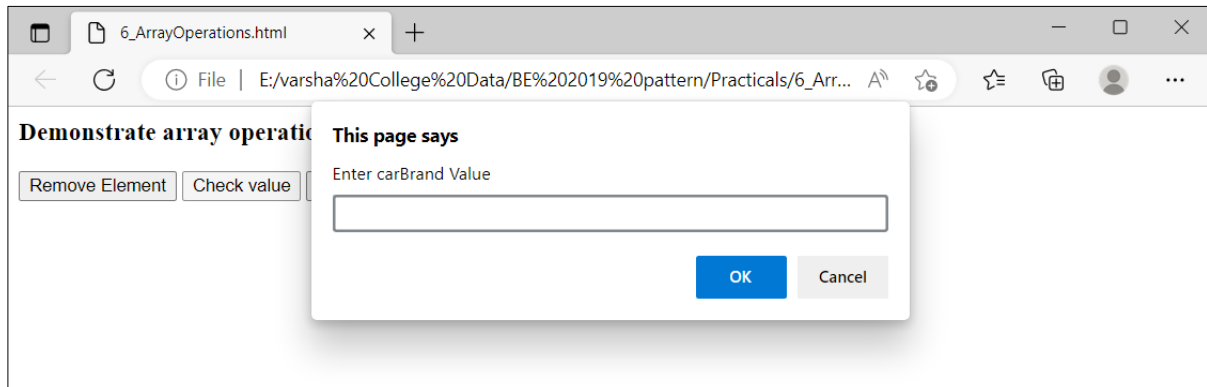 6_ArrayOperations.html
File | E:/varsha%20College%20Data/BE%202019%20pattern/Practicals/6_Arr...
Demonstrate array operatio
This page says
Enter carBrand Value
Remove Element Check value
OK Cancel